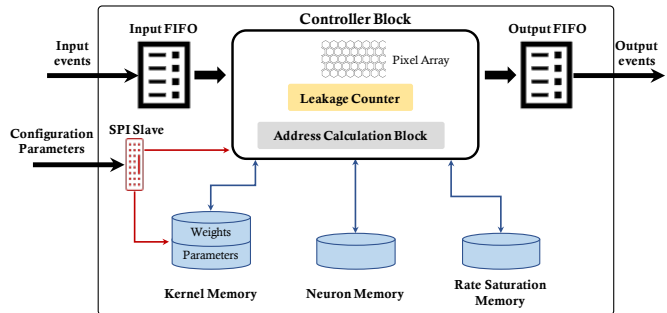 Controller Block
Input FIFO
Output FIFO
Input
events
Output
events
Pixel Array
Leakage Counter
Address Calculation Block
SPI Slave
Configuration
Parameters
Weights
Parameters
Kernel Memory
Neuron Memory
Rate Saturation
Memory